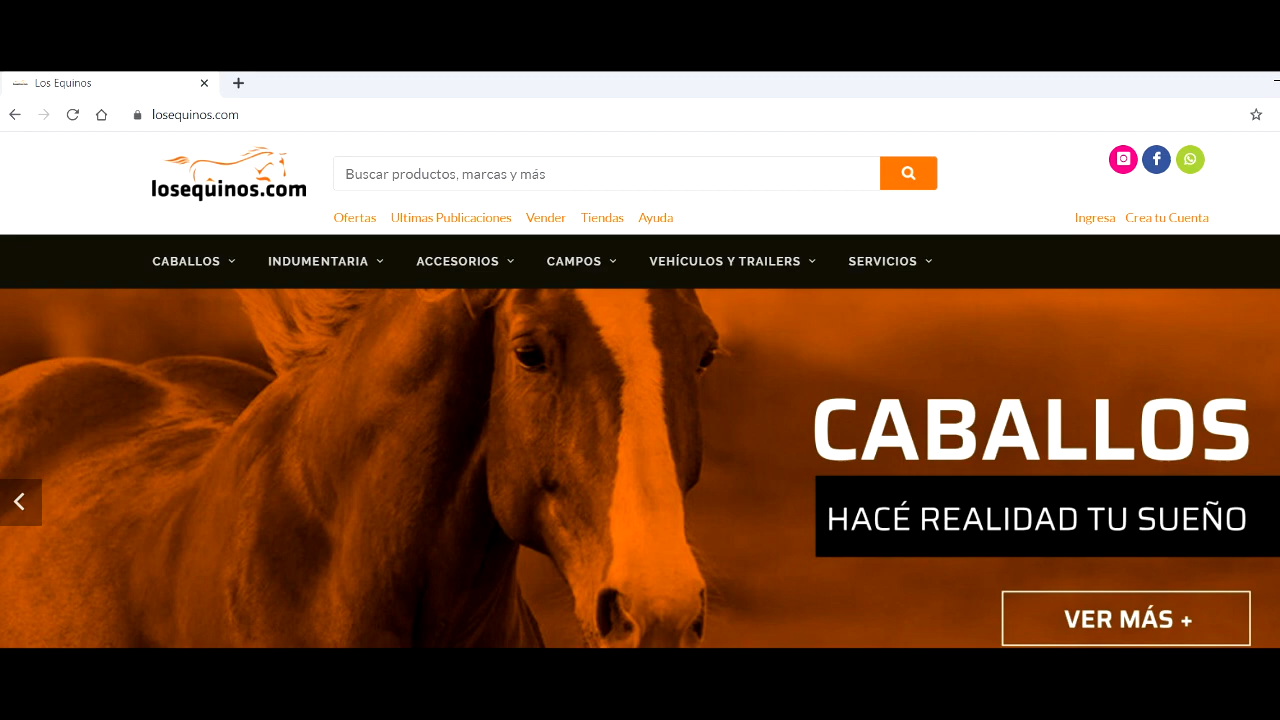 Los Equinos
losequinos.com
losequinos.com
Buscar productos, marcas y más
Ofertas Ultimas Publicaciones Vender Tiendas Ayuda
Ingresa Crea tu Cuenta
CABALLOS INDUMENTARIA ACCESORIOS CAMPOS VEHÍCULOS Y TRAILERS SERVICIOS
CABALLOS
HACÉ REALIDAD TU SUEÑO
VER MÁS +